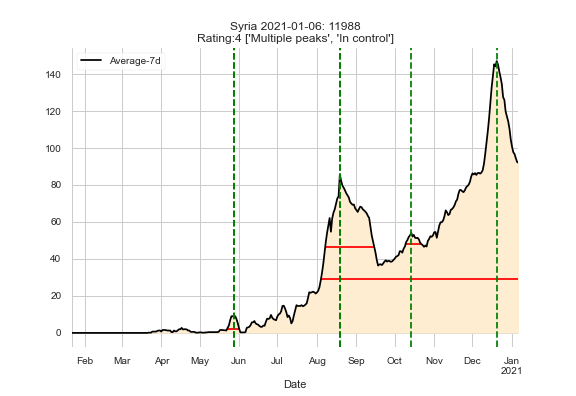 Syria 2021-01-06: 11988
Rating:4 ['Multiple peaks', 'In control']
Average-7d
140
120
100
80
60
40
20
0
Feb Mar Apr May Jun Jul Aug Sep Oct Nov Dec Jan
2021
Date